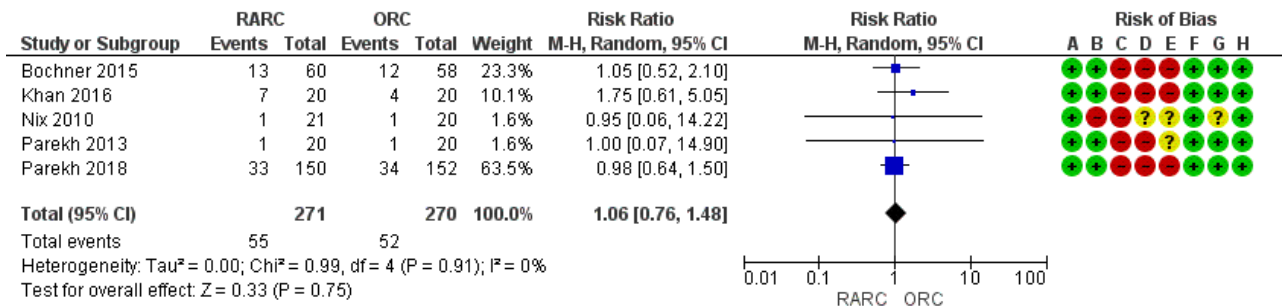 RARC ORC Risk Ratio Risk Ratio Risk of Bias
Study or Subgroup Events Total Events Total Weight M-H, Random, 95% CI M-H, Random, 95% CI A B C D E F G H
Bochner 2015 13 60 12 58 23.3% 1.05 [0.52, 2.10] + + - - - + + +
Khan 2016 7 20 4 20 10.1% 1.75 [0.61, 5.05] + + - - - + + +
Nix 2010 1 21 1 20 1.6% 0.95 [0.06, 14.22] + - - ? ? + ? +
Parekh 2013 1 20 1 20 1.6% 1.00 [0.07, 14.90] + + - - ? + + +
Parekh 2018 33 150 34 152 63.5% 0.98 [0.64, 1.50] + + - - - + + +
Total (95% CI) 271 270 100.0% 1.06 [0.76, 1.48]
Total events 55 52
Heterogeneity: Tau² = 0.00; Chi² = 0.99, df = 4 (P = 0.91); I² = 0%
Test for overall effect: Z = 0.33 (P = 0.75)
0.01 0.1 1 10 100
RARC ORC